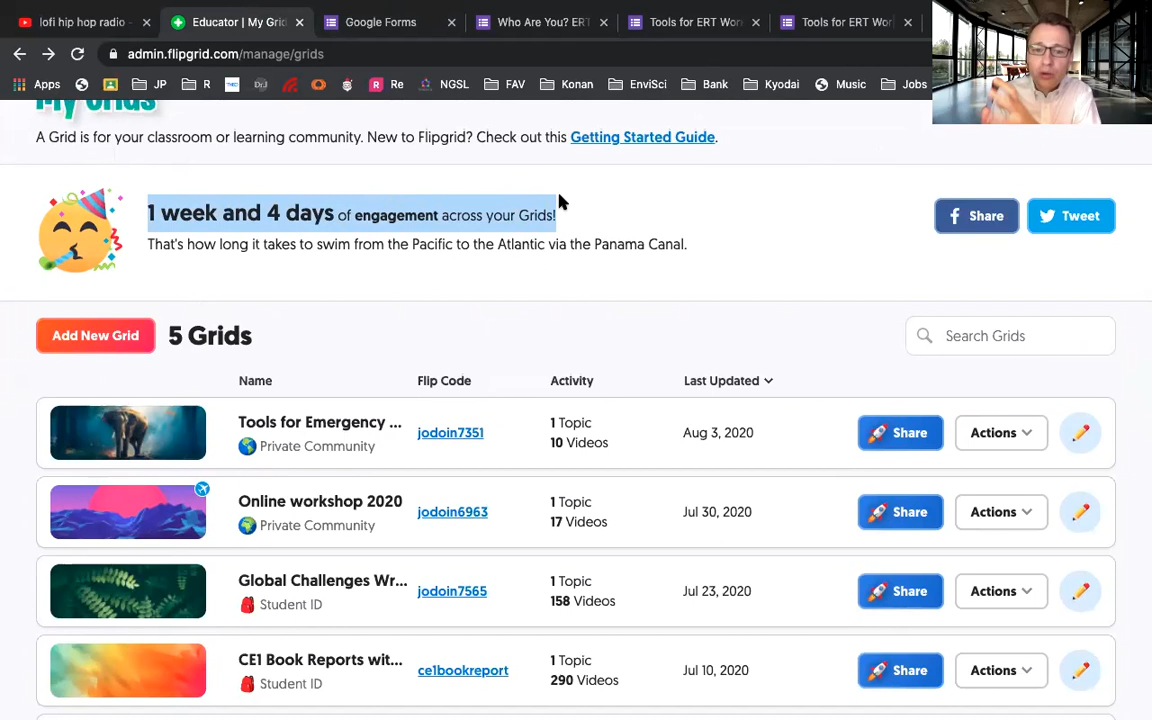 lofi hip hop radio -
Educator | My Grid
Google Forms
Who Are You? ERT
Tools for ERT Wor
Tools for ERT Wor
admin.flipgrid.com/manage/grids
Apps
JP
R
DrJ
Re
NGSL
FAV
Konan
EnviSci
Bank
Kyodai
Music
Jobs
My Grids
A Grid is for your classroom or learning community. New to Flipgrid? Check out this Getting Started Guide.
1 week and 4 days of engagement across your Grids!
That's how long it takes to swim from the Pacific to the Atlantic via the Panama Canal.
Share
Tweet
Add New Grid
5 Grids
Search Grids
Name
Flip Code
Activity
Last Updated
Tools for Emergency ...
Private Community
jodoin7351
1 Topic
10 Videos
Aug 3, 2020
Share
Actions
Online workshop 2020
Private Community
jodoin6963
1 Topic
17 Videos
Jul 30, 2020
Share
Actions
Global Challenges Wr...
Student ID
jodoin7565
1 Topic
158 Videos
Jul 23, 2020
Share
Actions
CE1 Book Reports wit...
Student ID
ce1bookreport
1 Topic
290 Videos
Jul 10, 2020
Share
Actions